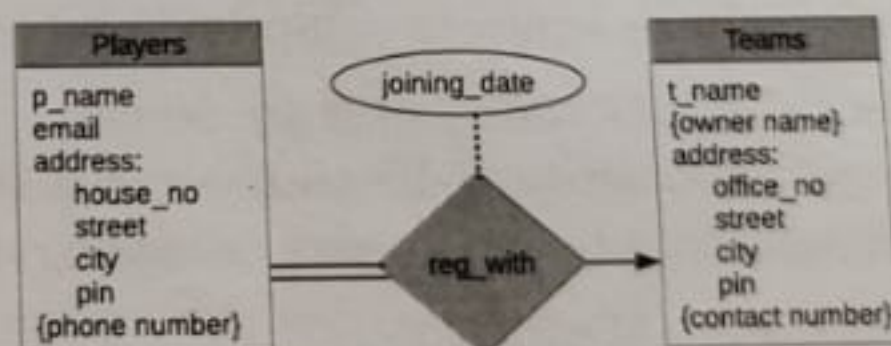 Players
p_name
email
address:
house_no
street
city
pin
{phone number}
joining_date
reg_with
Teams
t_name
{owner name}
address:
office_no
street
city
pin
{contact number}